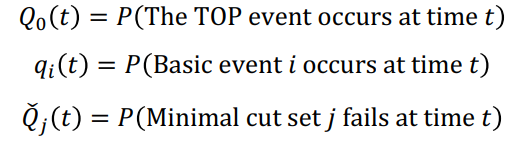 Q₀(t) = P(The TOP event occurs at time t)
qᵢ(t) = P(Basic event i occurs at time t)
Q̌ⱼ(t) = P(Minimal cut set j fails at time t)